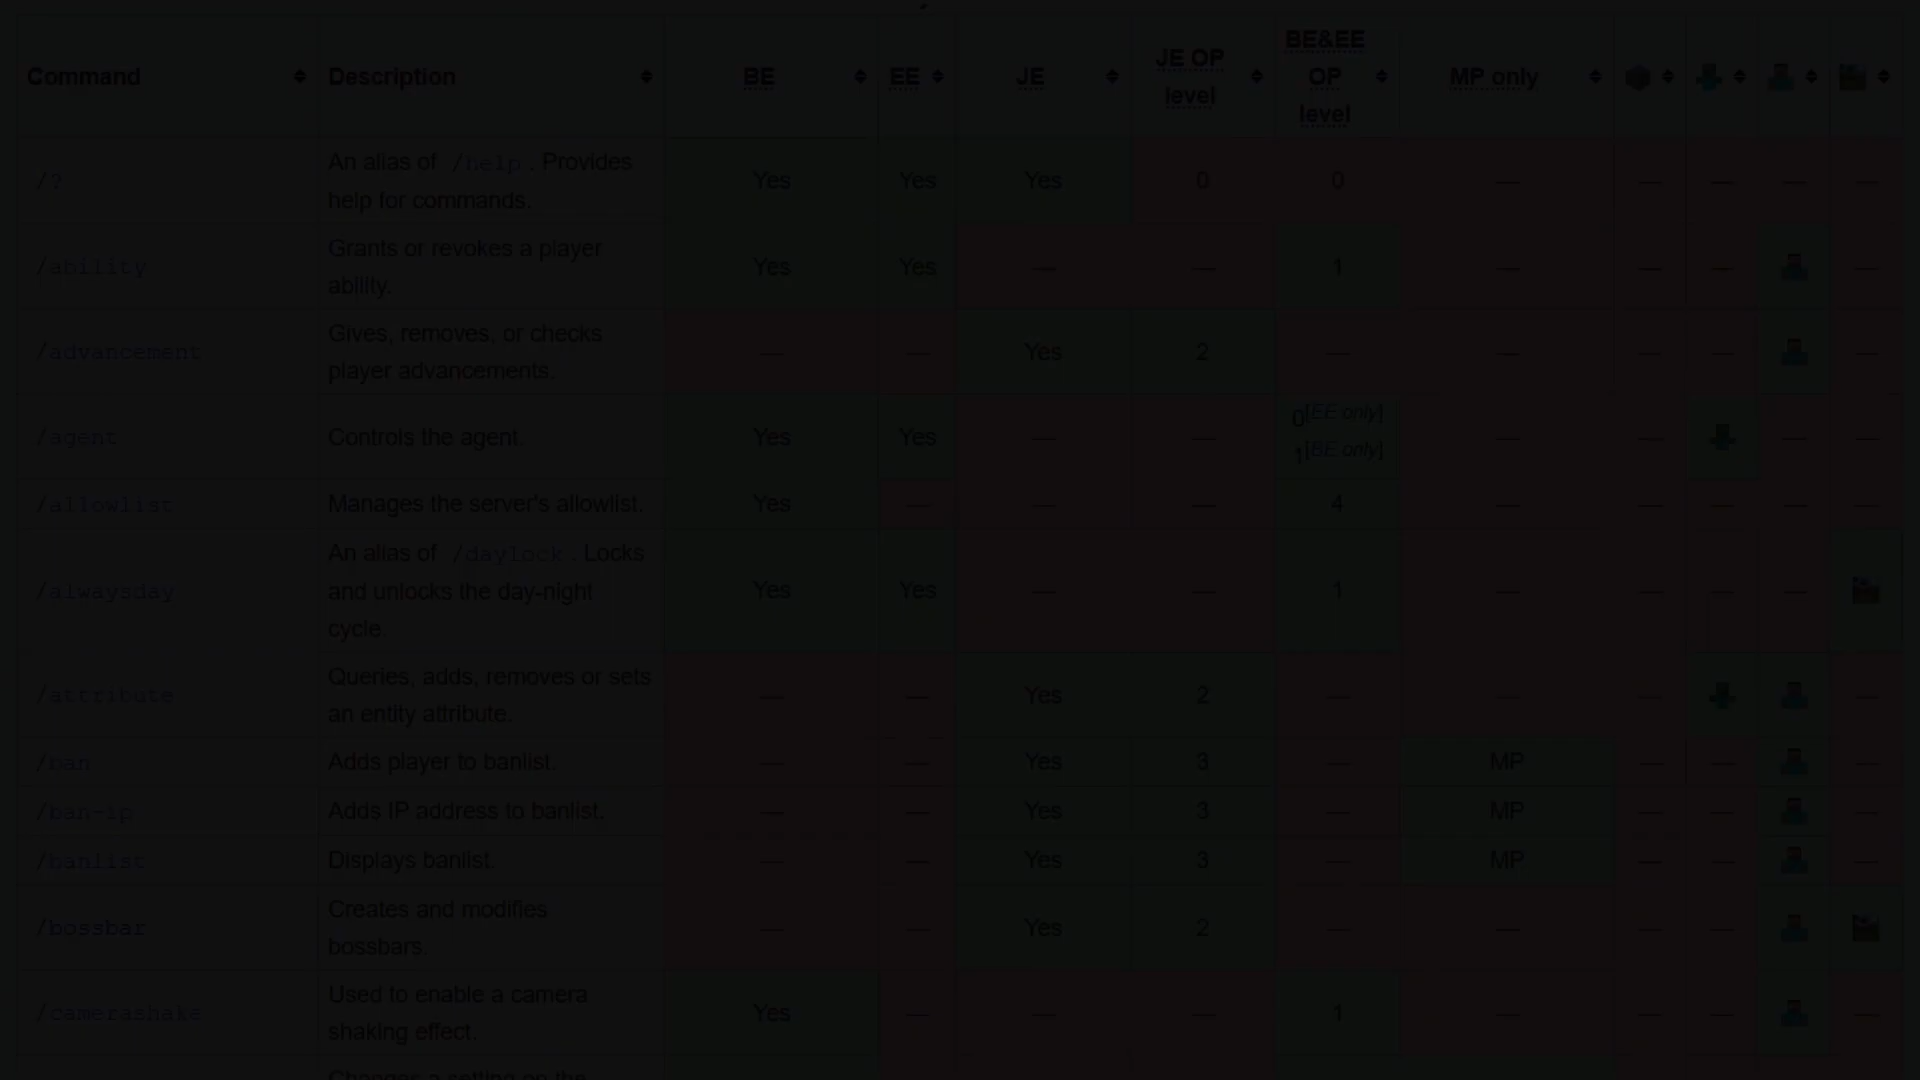 Command Description BE EE JE JE OP level BE&EE OP level MP only
/? An alias of /help . Provides help for commands. Yes Yes Yes 0 0 — — — — —
/ability Grants or revokes a player ability. Yes Yes — — 1 — — — —
/advancement Gives, removes, or checks player advancements. — — Yes 2 — — — — —
/agent Controls the agent. Yes Yes — — 0[EE only] 1[BE only] — — — —
/allowlist Manages the server's allowlist. Yes — — — 4 — — — — —
/alwaysday An alias of /daylock . Locks and unlocks the day-night cycle. Yes Yes — — 1 — — — —
/attribute Queries, adds, removes or sets an entity attribute. — — Yes 2 — — — —
/ban Adds player to banlist. — — Yes 3 — MP — — —
/ban-ip Adds IP address to banlist. — — Yes 3 — MP — — —
/banlist Displays banlist. — — Yes 3 — MP — — —
/bossbar Creates and modifies bossbars. — — Yes 2 — — — —
/camerashake Used to enable a camera shaking effect. Yes — — — 1 — — — —
Changes a setting on the